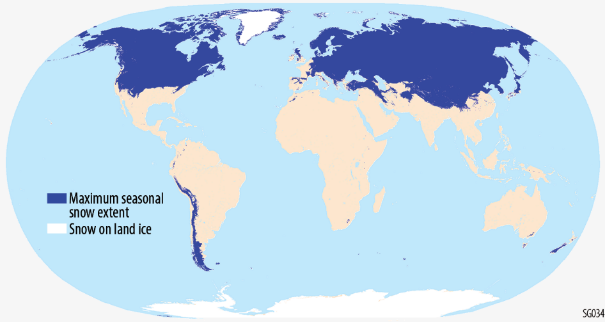 Maximum seasonal
snow extent
Snow on land ice
SG034